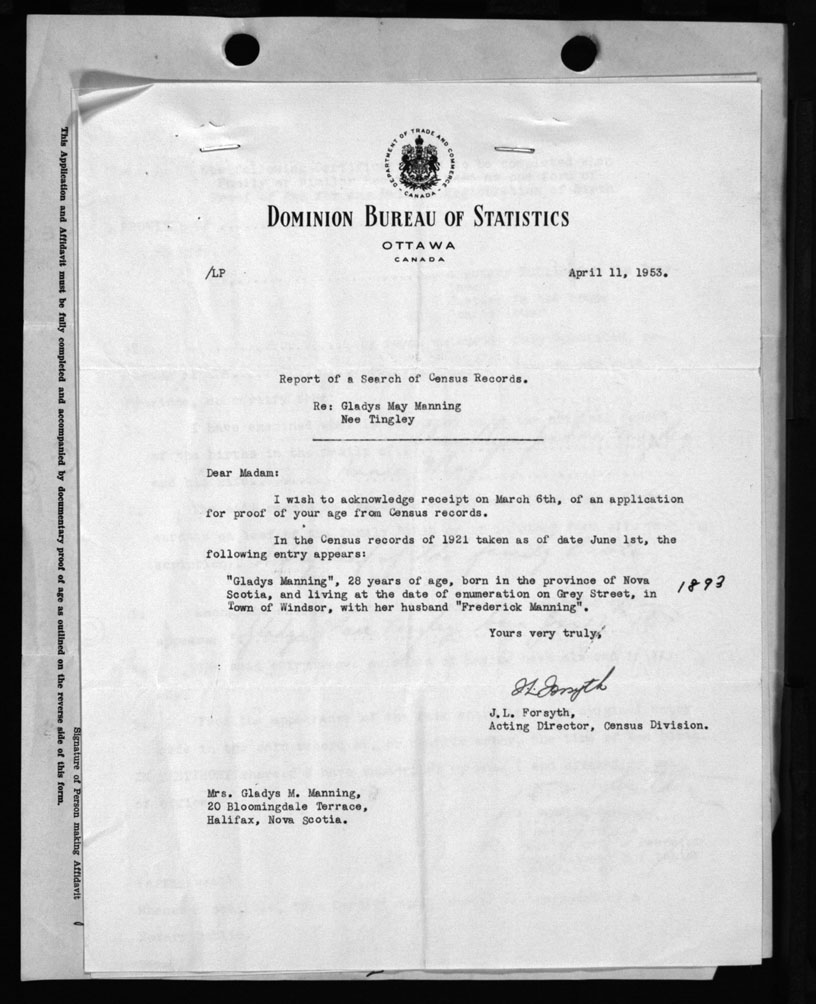 DEPARTMENT OF TRADE AND COMMERCE
CANADA
DOMINION BUREAU OF STATISTICS
OTTAWA
CANADA
/LP April 11, 1953.
Report of a Search of Census Records.
Re: Gladys May Manning
Nee Tingley
Dear Madam:
I wish to acknowledge receipt on March 6th, of an application
for proof of your age from Census records.
In the Census records of 1921 taken as of date June 1st, the
following entry appears:
"Gladys Manning", 28 years of age, born in the province of Nova
Scotia, and living at the date of enumeration on Grey Street, in
Town of Windsor, with her husband "Frederick Manning".
1893
Yours very truly,
J.L. Forsyth
J.L. Forsyth,
Acting Director, Census Division.
Mrs. Gladys M. Manning,
20 Bloomingdale Terrace,
Halifax, Nova Scotia.
This Application and Affidavit must be fully completed and accompanied by documentary proof of age as outlined on the reverse side of this form.
Signature of Person making Affidavit